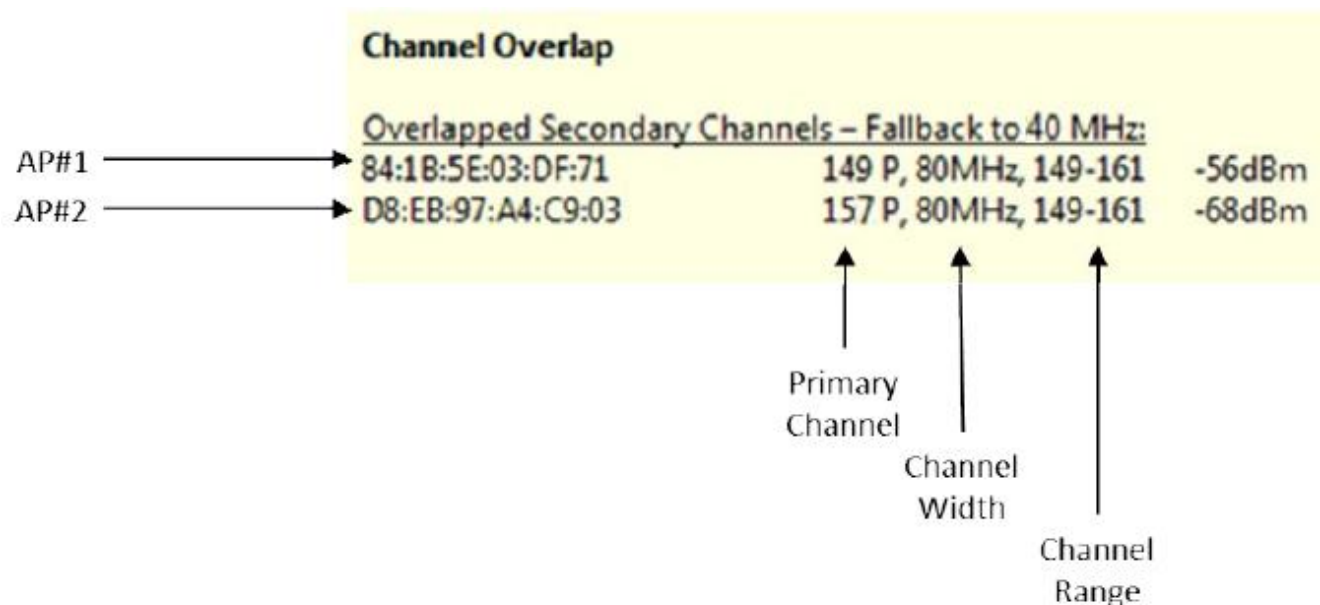 Channel Overlap
Overlapped Secondary Channels – Fallback to 40 MHz:
AP#1 84:1B:5E:03:DF:71 149 P, 80MHz, 149-161 -56dBm
AP#2 D8:EB:97:A4:C9:03 157 P, 80MHz, 149-161 -68dBm
Primary
Channel
Channel
Width
Channel
Range